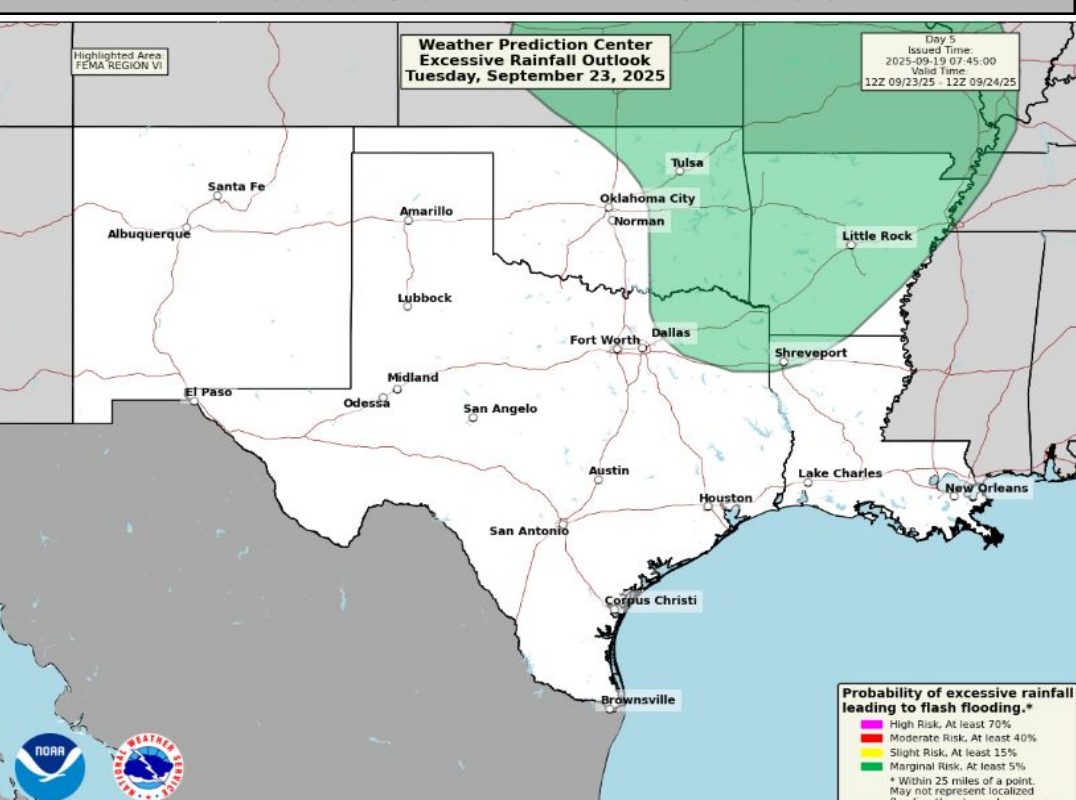 Highlighted Area:
FEMA REGION VI
Weather Prediction Center
Excessive Rainfall Outlook
Tuesday, September 23, 2025
Day 5
Issued Time:
2025-09-19 07:45:00
Valid Time:
12Z 09/23/25 - 12Z 09/24/25
Tulsa
Santa Fe
Oklahoma City
Amarillo
Norman
Albuquerque
Little Rock
Lubbock
Dallas
Fort Worth
Shreveport
Midland
El Paso
Odessa
San Angelo
Austin
Lake Charles
New Orleans
Houston
San Antonio
Corpus Christi
Brownsville
Probability of excessive rainfall
leading to flash flooding.*
High Risk, At least 70%
Moderate Risk, At least 40%
Slight Risk, At least 15%
Marginal Risk, At least 5%
* Within 25 miles of a point.
May not represent localized
NOAA
NATIONAL WEATHER SERVICE